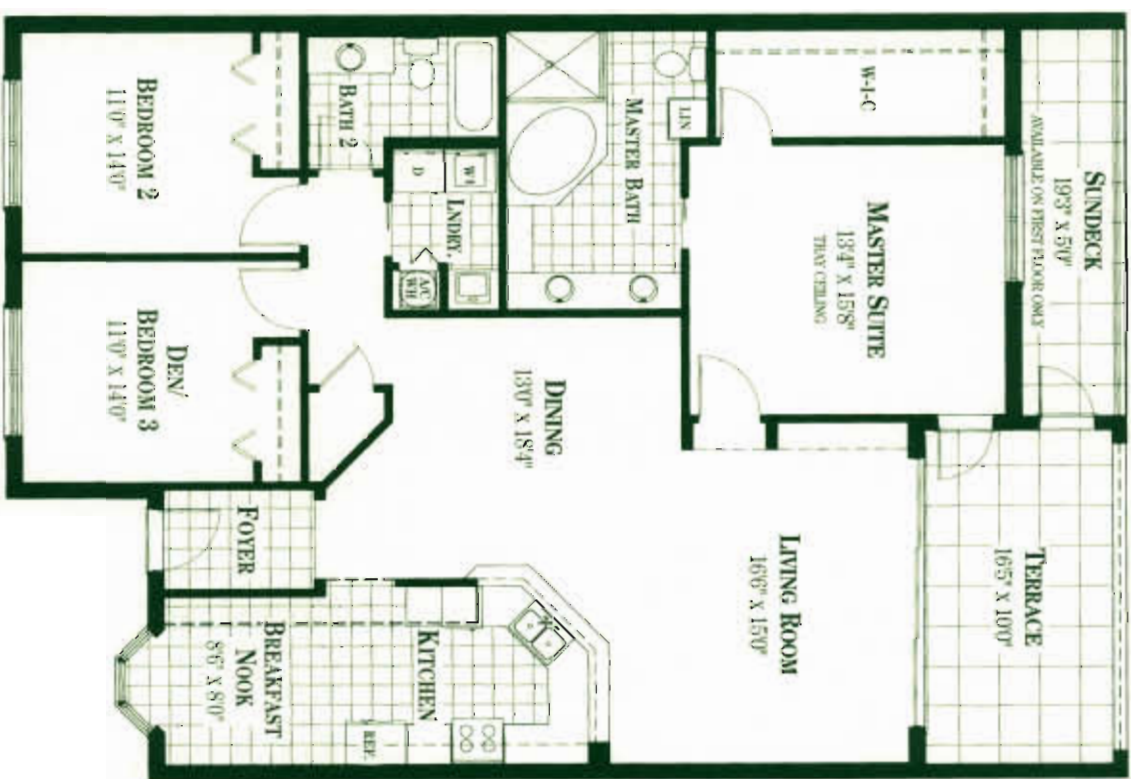 SUNDECK
19'3" X 5'0"
AVAILABLE ON FIRST FLOOR ONLY
TERRACE
16'5" X 10'0"
W-I-C
MASTER SUITE
13'4" X 15'8"
TRAY CEILING
LIVING ROOM
16'6" X 15'0"
LIN
MASTER BATH
DINING
13'0" X 18'4"
LNDRY.
D
A/C
WH
KITCHEN
REF.
BATH 2
BREAKFAST
NOOK
8'6" X 8'0"
FOYER
BEDROOM 2
11'0" X 14'0"
DEN/
BEDROOM 3
11'0" X 14'0"